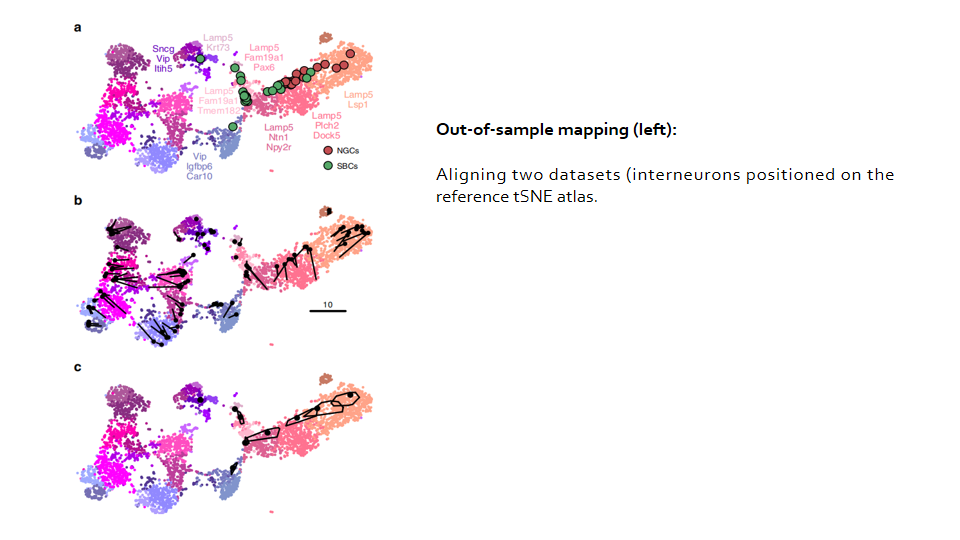 a
Lamp5
Krt73
Sncg
Vip
Itih5
Lamp5
Fam19a1
Pax6
Lamp5
Fam19a1
Tmem182
Lamp5
Lsp1
Lamp5
Plch2
Dock5
Lamp5
Ntn1
Npy2r
Vip
Igfbp6
Car10
NGCs
SBCs
Out-of-sample mapping (left):
Aligning two datasets (interneurons positioned on the
reference tSNE atlas.
b
10
c